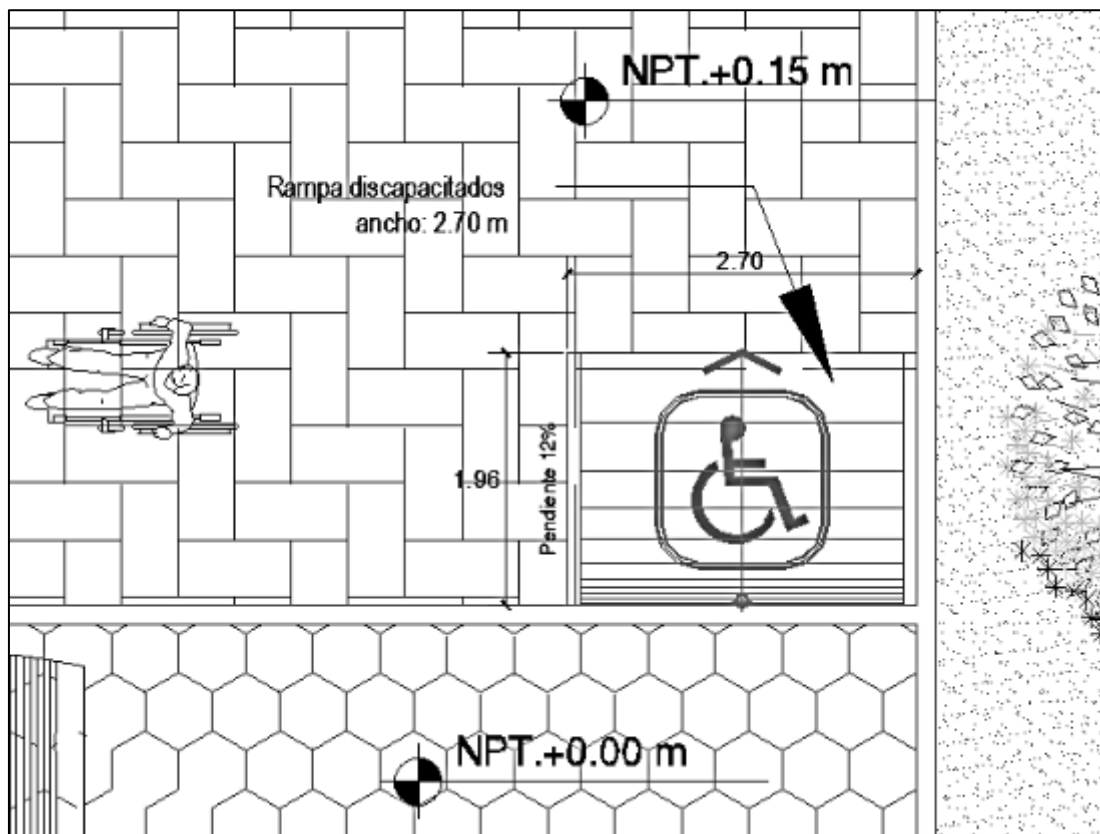 NPT.+0.15 m
Rampa discapacitados
ancho: 2.70 m
2.70
1.96
Pendiente 12%
NPT.+0.00 m